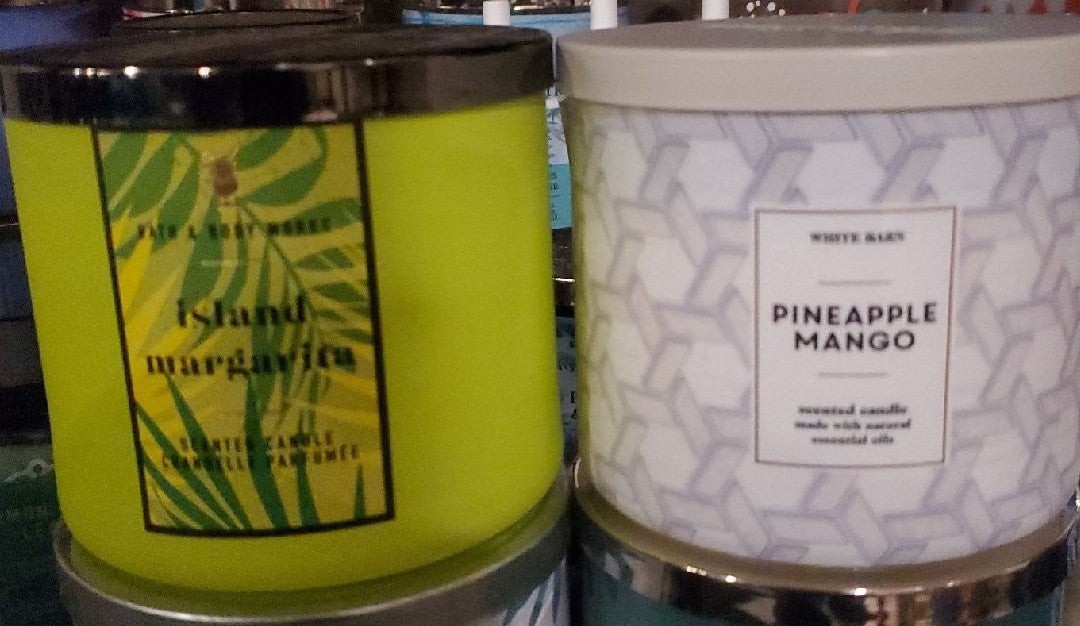 BATH & BODY WORKS
island
margarita
SCENTED CANDLE
CHANDELLE PARFUMÉE
WHITE BARN
PINEAPPLE
MANGO
scented candle
made with natural
essential oils